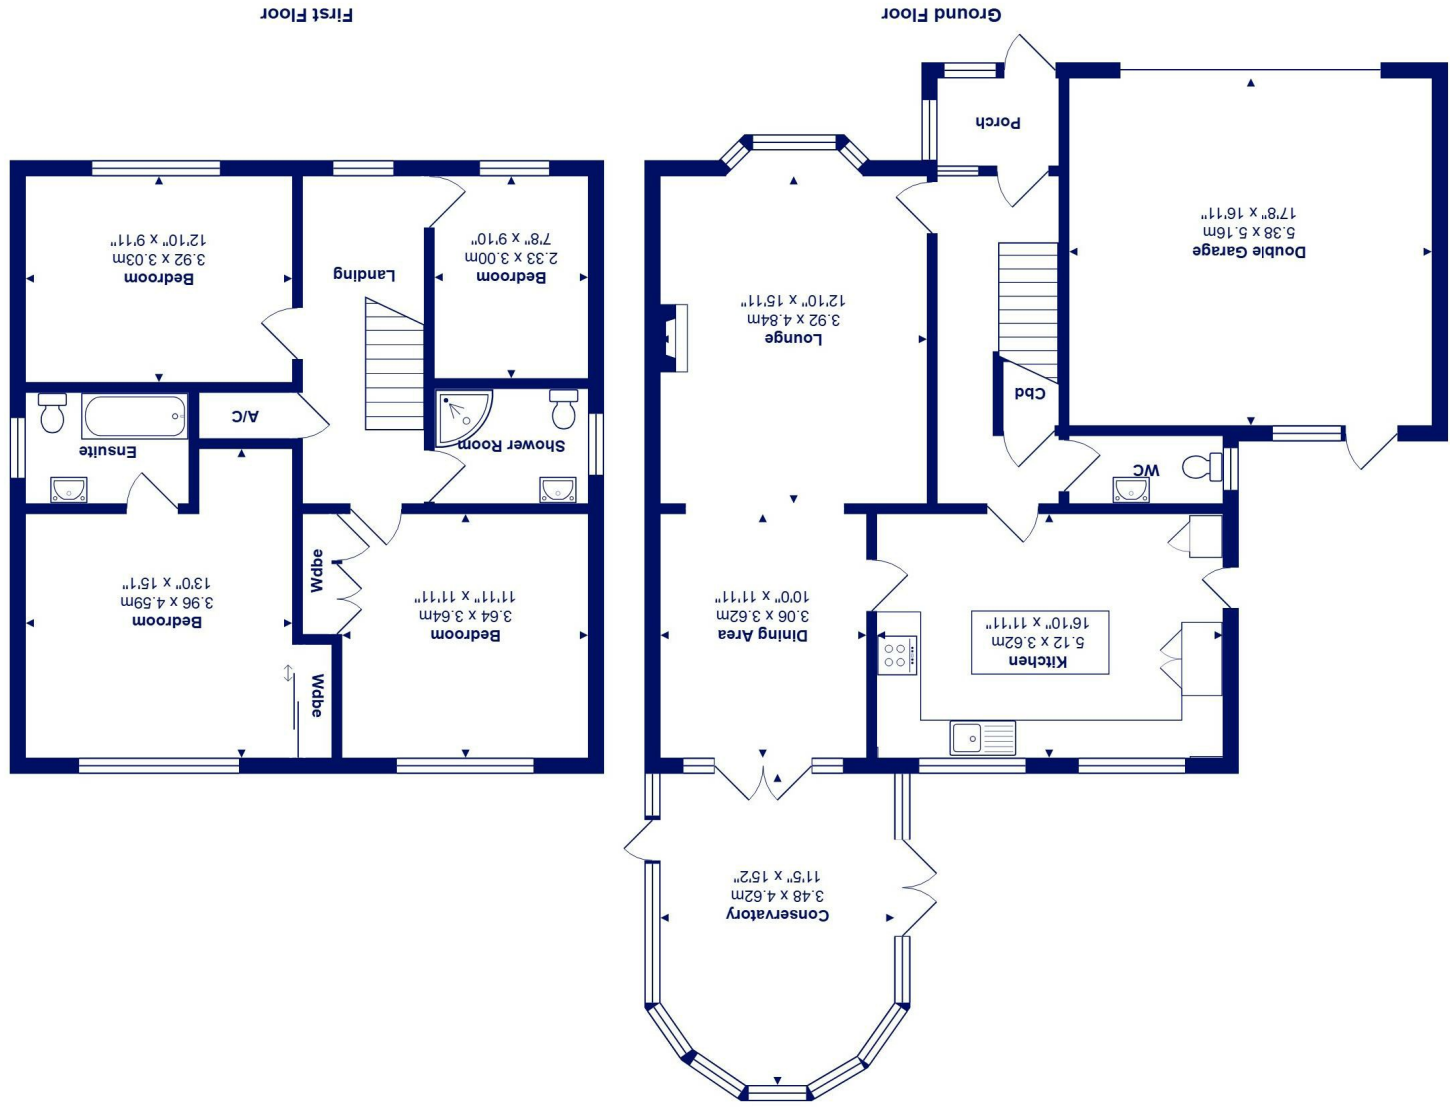 Ground Floor
Conservatory
3.48 x 4.62m
11'5" x 15'2"
Kitchen
5.12 x 3.62m
16'10" x 11'11"
Dining Area
3.06 x 3.62m
10'0" x 11'11"
WC
Cbd
Lounge
3.92 x 4.84m
12'10" x 15'11"
Double Garage
5.38 x 5.16m
17'8" x 16'11"
Porch
First Floor
Wdbe
Bedroom
3.64 x 3.64m
11'11" x 11'11"
Wdbe
Bedroom
3.96 x 4.59m
13'0" x 15'1"
Shower Room
Ensuite
A/C
Bedroom
2.33 x 3.00m
7'8" x 9'10"
Landing
Bedroom
3.92 x 3.03m
12'10" x 9'11"